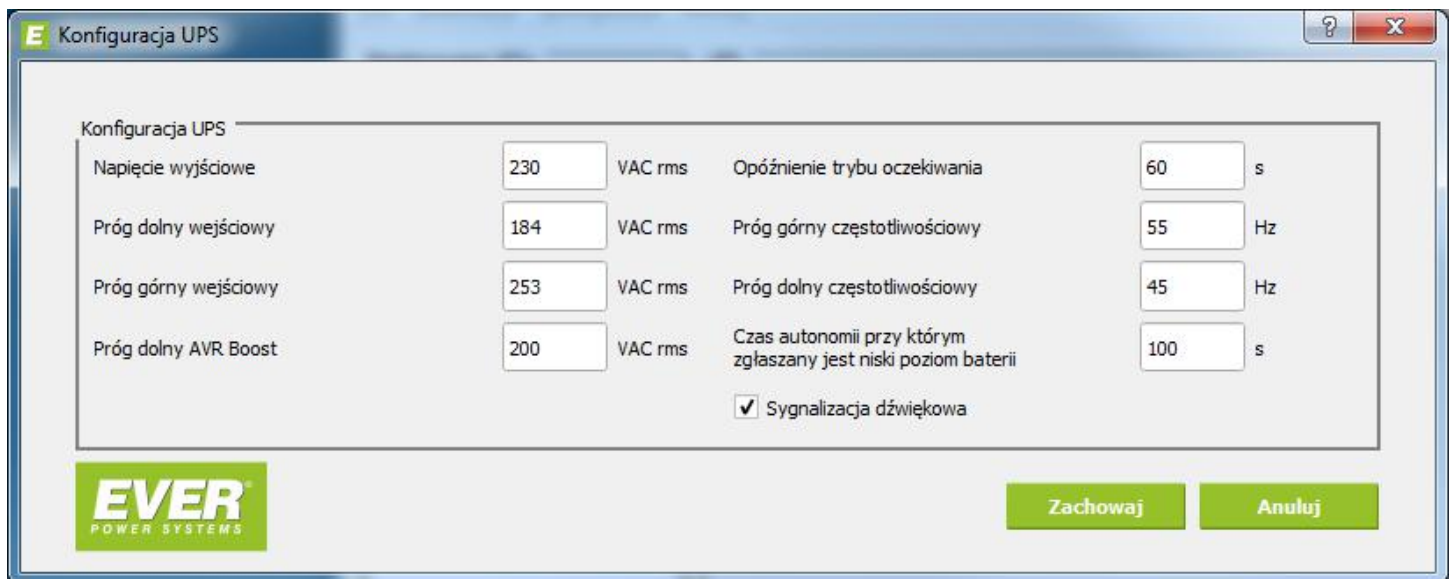 E Konfiguracja UPS
Konfiguracja UPS
Napięcie wyjściowe 230 VAC rms Opóźnienie trybu oczekiwania 60 s
Próg dolny wejściowy 184 VAC rms Próg górny częstotliwościowy 55 Hz
Próg górny wejściowy 253 VAC rms Próg dolny częstotliwościowy 45 Hz
Próg dolny AVR Boost 200 VAC rms Czas autonomii przy którym
zgłaszany jest niski poziom baterii 100 s
Sygnalizacja dźwiękowa
EVER®
POWER SYSTEMS
Zachowaj Anuluj